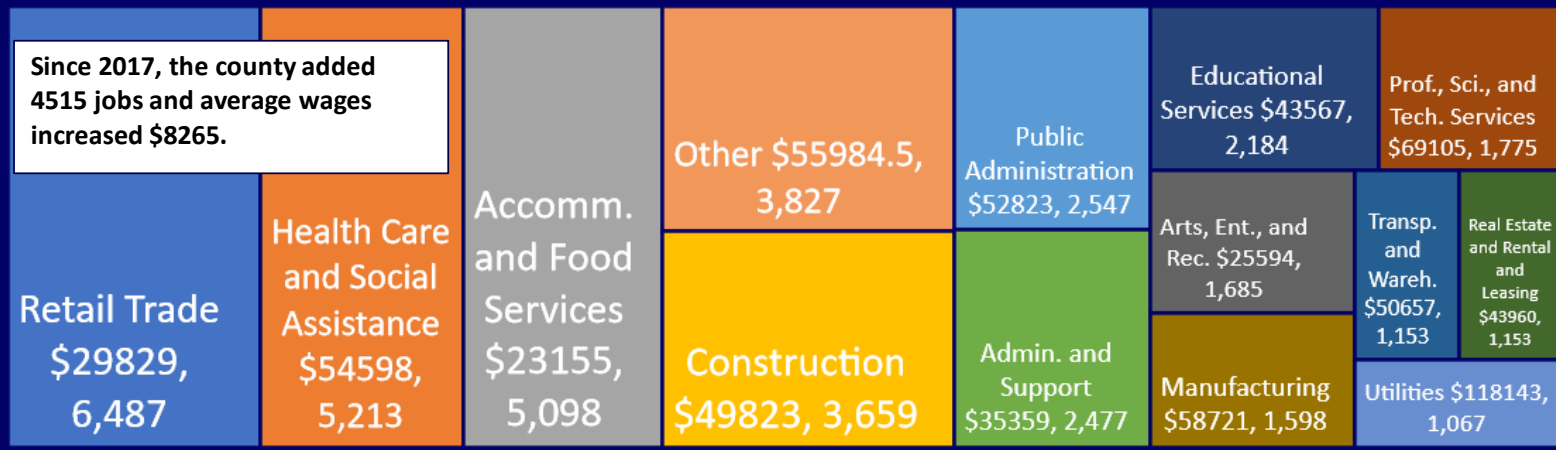 Since 2017, the county added
4515 jobs and average wages
increased $8265.
Retail Trade
$29829,
6,487
Health Care
and Social
Assistance
$54598,
5,213
Accomm.
and Food
Services
$23155,
5,098
Other $55984.5,
3,827
Construction
$49823, 3,659
Public
Administration
$52823, 2,547
Admin. and
Support
$35359, 2,477
Educational
Services $43567,
2,184
Prof., Sci., and
Tech. Services
$69105, 1,775
Arts, Ent., and
Rec. $25594,
1,685
Manufacturing
$58721, 1,598
Transp.
and
Wareh.
$50657,
1,153
Real Estate
and Rental
and
Leasing
$43960,
1,153
Utilities $118143,
1,067